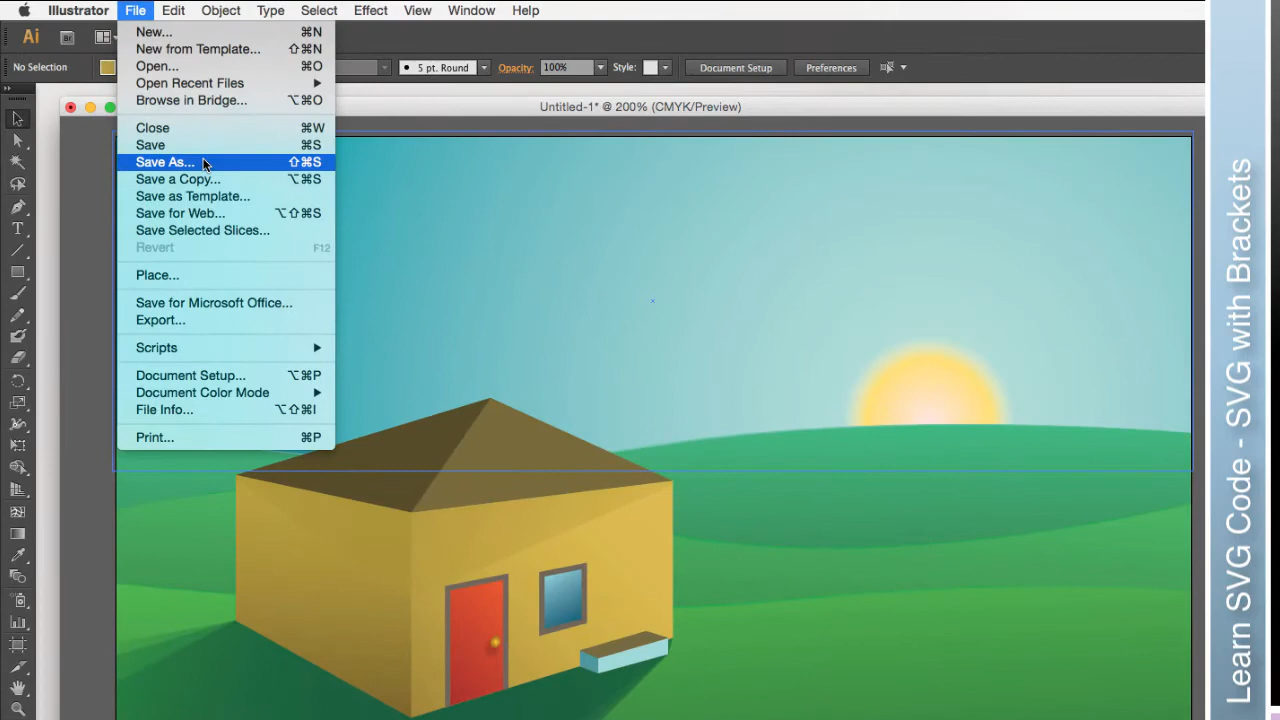 Illustrator File Edit Object Type Select Effect View Window Help
Ai Br
No Selection 5 pt. Round Opacity: 100% Style: Document Setup Preferences
Untitled-1* @ 200% (CMYK/Preview)
New... ⌘N
New from Template... ⇧⌘N
Open... ⌘O
Open Recent Files
Browse in Bridge... ⌥⌘O
Close ⌘W
Save ⌘S
Save As... ⇧⌘S
Save a Copy... ⌥⌘S
Save as Template...
Save for Web... ⌥⇧⌘S
Save Selected Slices...
Revert F12
Place...
Save for Microsoft Office...
Export...
Scripts
Document Setup... ⌥⌘P
Document Color Mode
File Info... ⌥⇧⌘I
Print... ⌘P
Learn SVG Code - SVG with Brackets